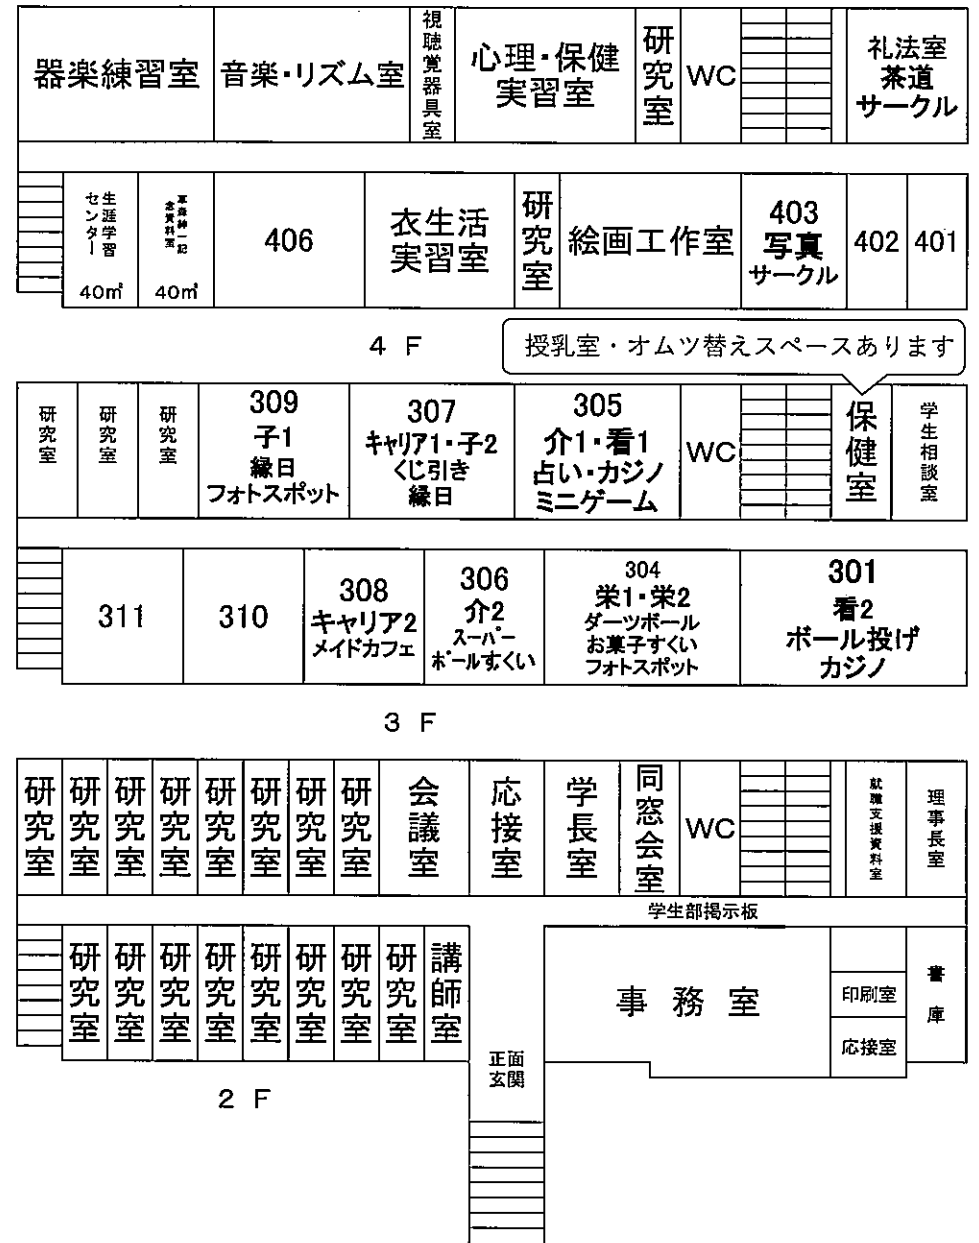 器楽練習室
音楽・リズム室
視聴覚器具室
心理・保健
実習室
研究室
WC
礼法室
茶道
サークル
生涯学習
センター
40㎡
草森紳一記
念資料室
40㎡
406
衣生活
実習室
研究室
絵画工作室
403
写真
サークル
402
401
4 F
授乳室・オムツ替えスペースあります
研究室
研究室
研究室
309
子1
縁日
フォトスポット
307
キャリア1・子2
くじ引き
縁日
305
介1・看1
占い・カジノ
ミニゲーム
WC
保健室
学生相談室
311
310
308
キャリア2
メイドカフェ
306
介2
スーパー
ボールすくい
304
栄1・栄2
ダーツボール
お菓子すくい
フォトスポット
301
看2
ボール投げ
カジノ
3 F
研究室
研究室
研究室
研究室
研究室
研究室
研究室
研究室
会議室
応接室
学長室
同窓会室
WC
就職支援資料室
理事長室
学生部掲示板
研究室
研究室
研究室
研究室
研究室
研究室
研究室
研究室
講師室
正面
玄関
事務室
印刷室
応接室
書庫
2 F